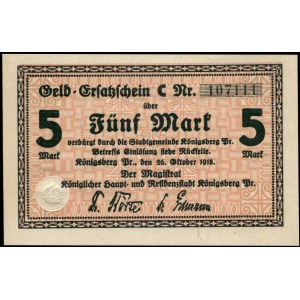 Geld-Ersatzschein C Nr. 107111
über
5 Fünf Mark 5
Mark Mark
verbürgt durch die Stadtgemeinde Königsberg Pr.
Betreffs Einlösung siehe Rückseite.
Königsberg Pr., den 26. Oktober 1918.
Der Magistrat
Königlicher Haupt- und Residenzstadt Königsberg Pr.